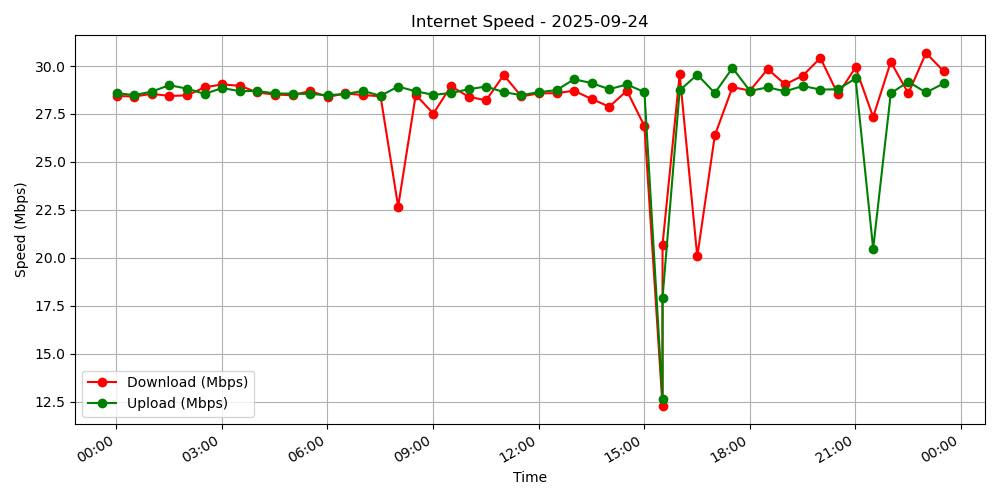 Internet Speed - 2025-09-24
Speed (Mbps)
30.0
27.5
25.0
22.5
20.0
17.5
15.0
12.5
Download (Mbps)
Upload (Mbps)
00:00 03:00 06:00 09:00 12:00 15:00 18:00 21:00 00:00
Time